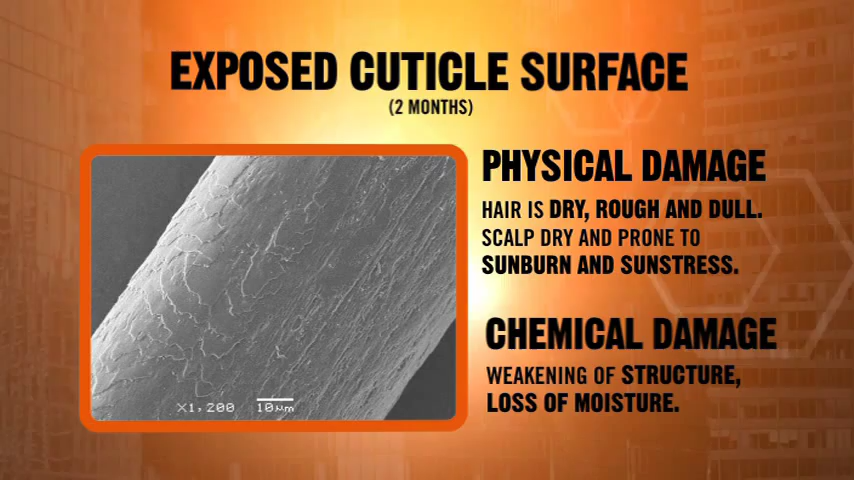 EXPOSED CUTICLE SURFACE
(2 MONTHS)
PHYSICAL DAMAGE
HAIR IS DRY, ROUGH AND DULL.
SCALP DRY AND PRONE TO
SUNBURN AND SUNSTRESS.
CHEMICAL DAMAGE
WEAKENING OF STRUCTURE,
LOSS OF MOISTURE.
X1,200 10µm